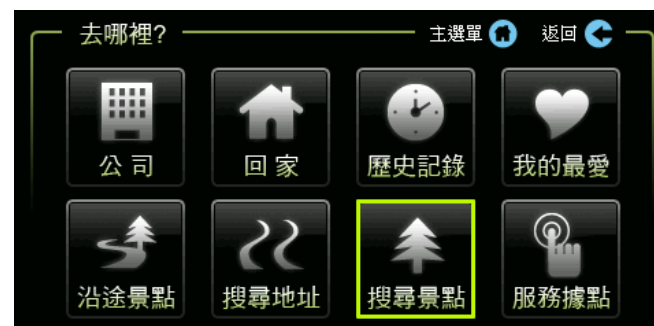 去哪裡? 主選單 返回
公司 回家 歷史記錄 我的最愛
沿途景點 搜尋地址 搜尋景點 服務據點